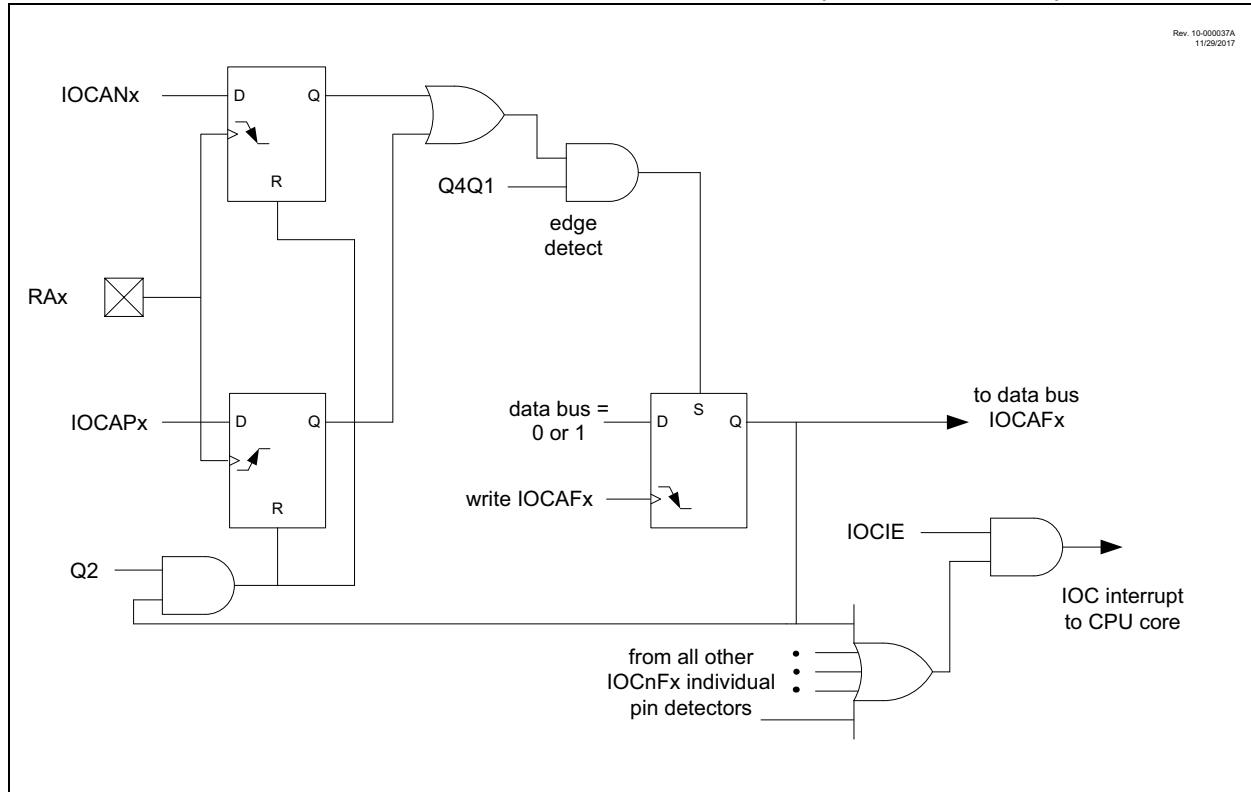 Rev. 10-000037A
11/29/2017
IOCANx
D
Q
R
Q4Q1
edge
detect
RAx
IOCAPx
D
Q
R
data bus =
0 or 1
D
S
Q
to data bus
IOCAFx
write IOCAFx
IOCIE
Q2
IOC interrupt
to CPU core
from all other
IOCnFx individual
pin detectors